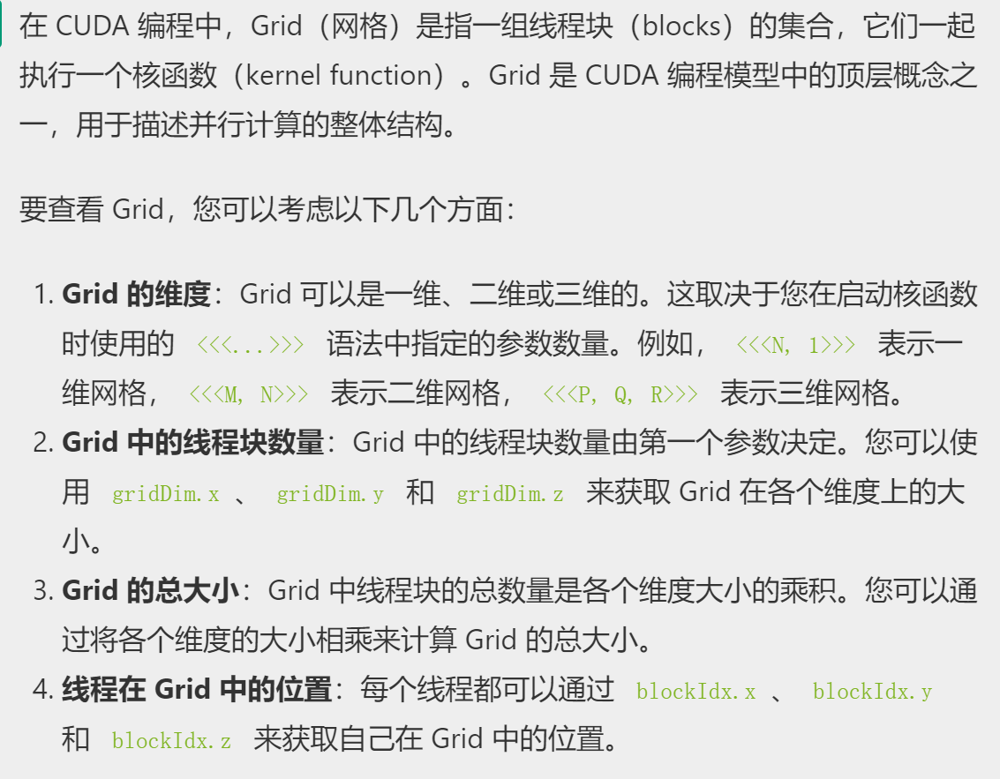 在 CUDA 编程中，Grid（网格）是指一组线程块（blocks）的集合，它们一起
执行一个核函数（kernel function）。Grid 是 CUDA 编程模型中的顶层概念之
一，用于描述并行计算的整体结构。
要查看 Grid，您可以考虑以下几个方面：
1. Grid 的维度：Grid 可以是一维、二维或三维的。这取决于您在启动核函数
时使用的 <<<...>>> 语法中指定的参数数量。例如， <<<N, 1>>> 表示一
维网格， <<<M, N>>> 表示二维网格， <<<P, Q, R>>> 表示三维网格。
2. Grid 中的线程块数量：Grid 中的线程块数量由第一个参数决定。您可以使
用 gridDim.x 、 gridDim.y 和 gridDim.z 来获取 Grid 在各个维度上的大
小。
3. Grid 的总大小：Grid 中线程块的总数量是各个维度大小的乘积。您可以通
过将各个维度的大小相乘来计算 Grid 的总大小。
4. 线程在 Grid 中的位置：每个线程都可以通过 blockIdx.x 、 blockIdx.y
和 blockIdx.z 来获取自己在 Grid 中的位置。